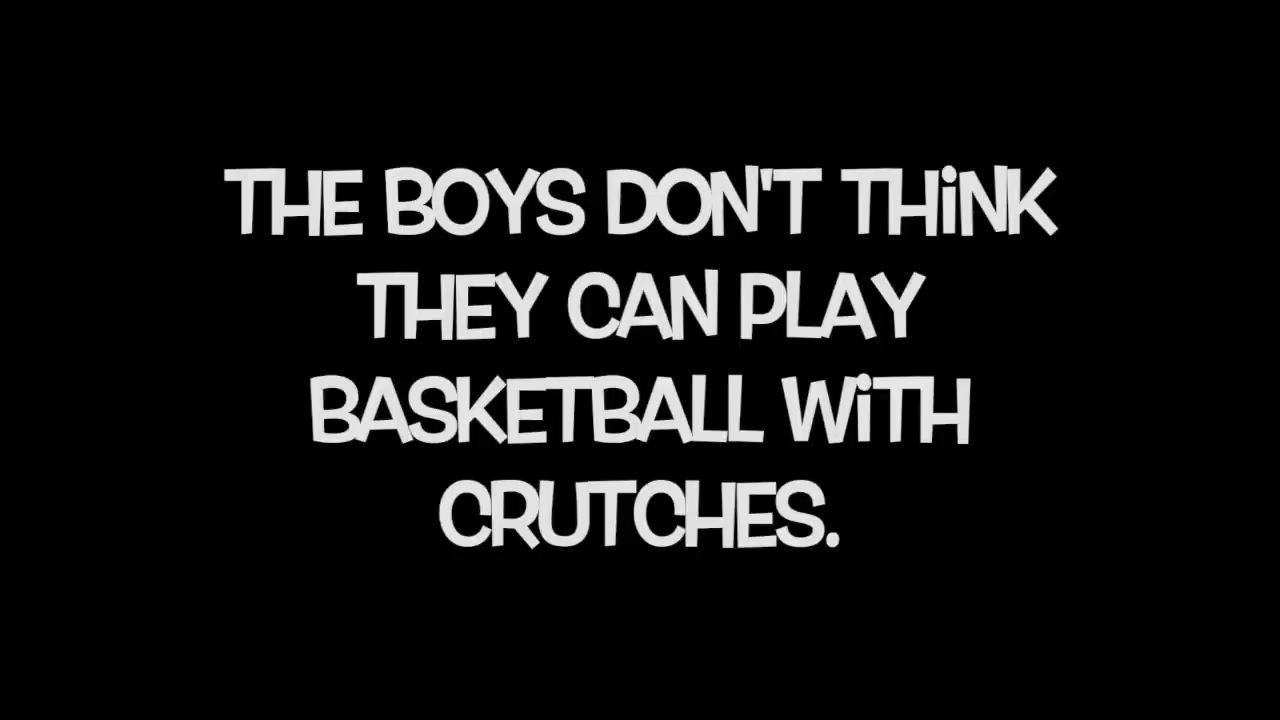 THE BOYS DON'T THiNK
THEY CAN PLAY
BASKETBALL WiTH
CRUTCHES.